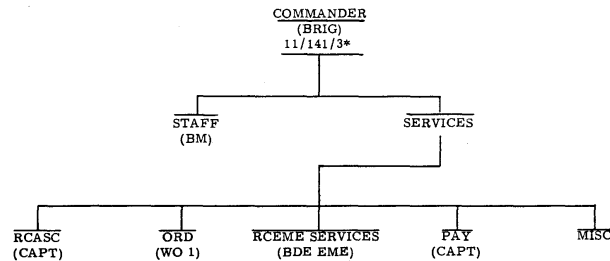 COMMANDER
(BRIG)
11/141/3*
STAFF
(BM)
SERVICES
RCASC
(CAPT)
ORD
(WO 1)
RCEME SERVICES
(BDE EME)
PAY
(CAPT)
MISC